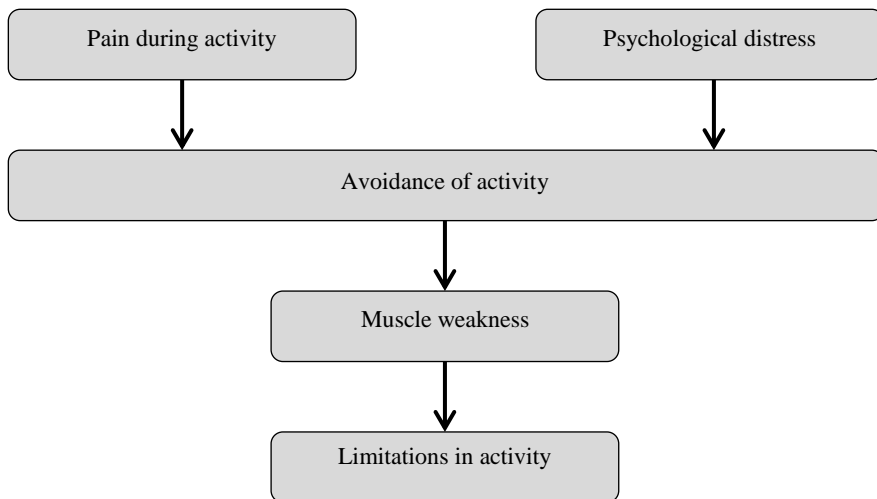 Pain during activity
Psychological distress
Avoidance of activity
Muscle weakness
Limitations in activity